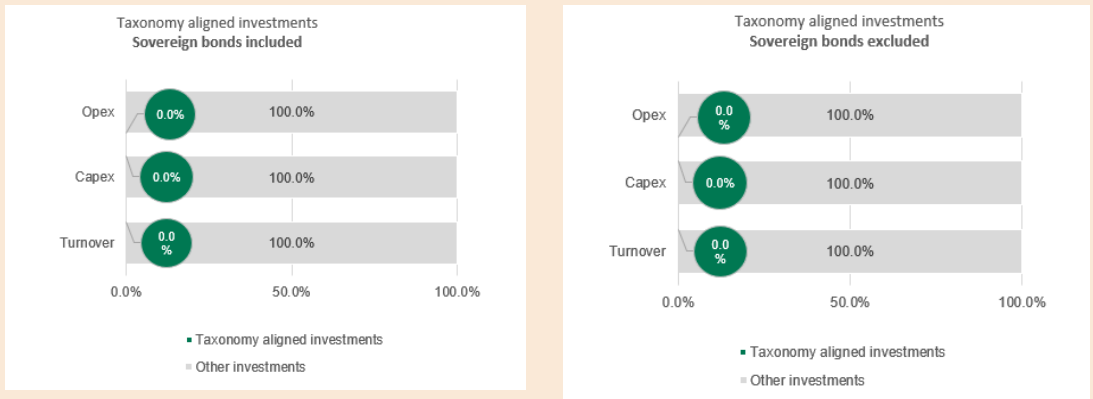 Taxonomy aligned investments
Sovereign bonds included
Opex
0.0%
100.0%
Capex
0.0%
100.0%
Turnover
0.0
%
100.0%
0.0%
50.0%
100.0%
Taxonomy aligned investments
Other investments
Taxonomy aligned investments
Sovereign bonds excluded
Opex
0.0
%
100.0%
Capex
0.0%
100.0%
Turnover
0.0
%
100.0%
0.0%
50.0%
100.0%
Taxonomy aligned investments
Other investments